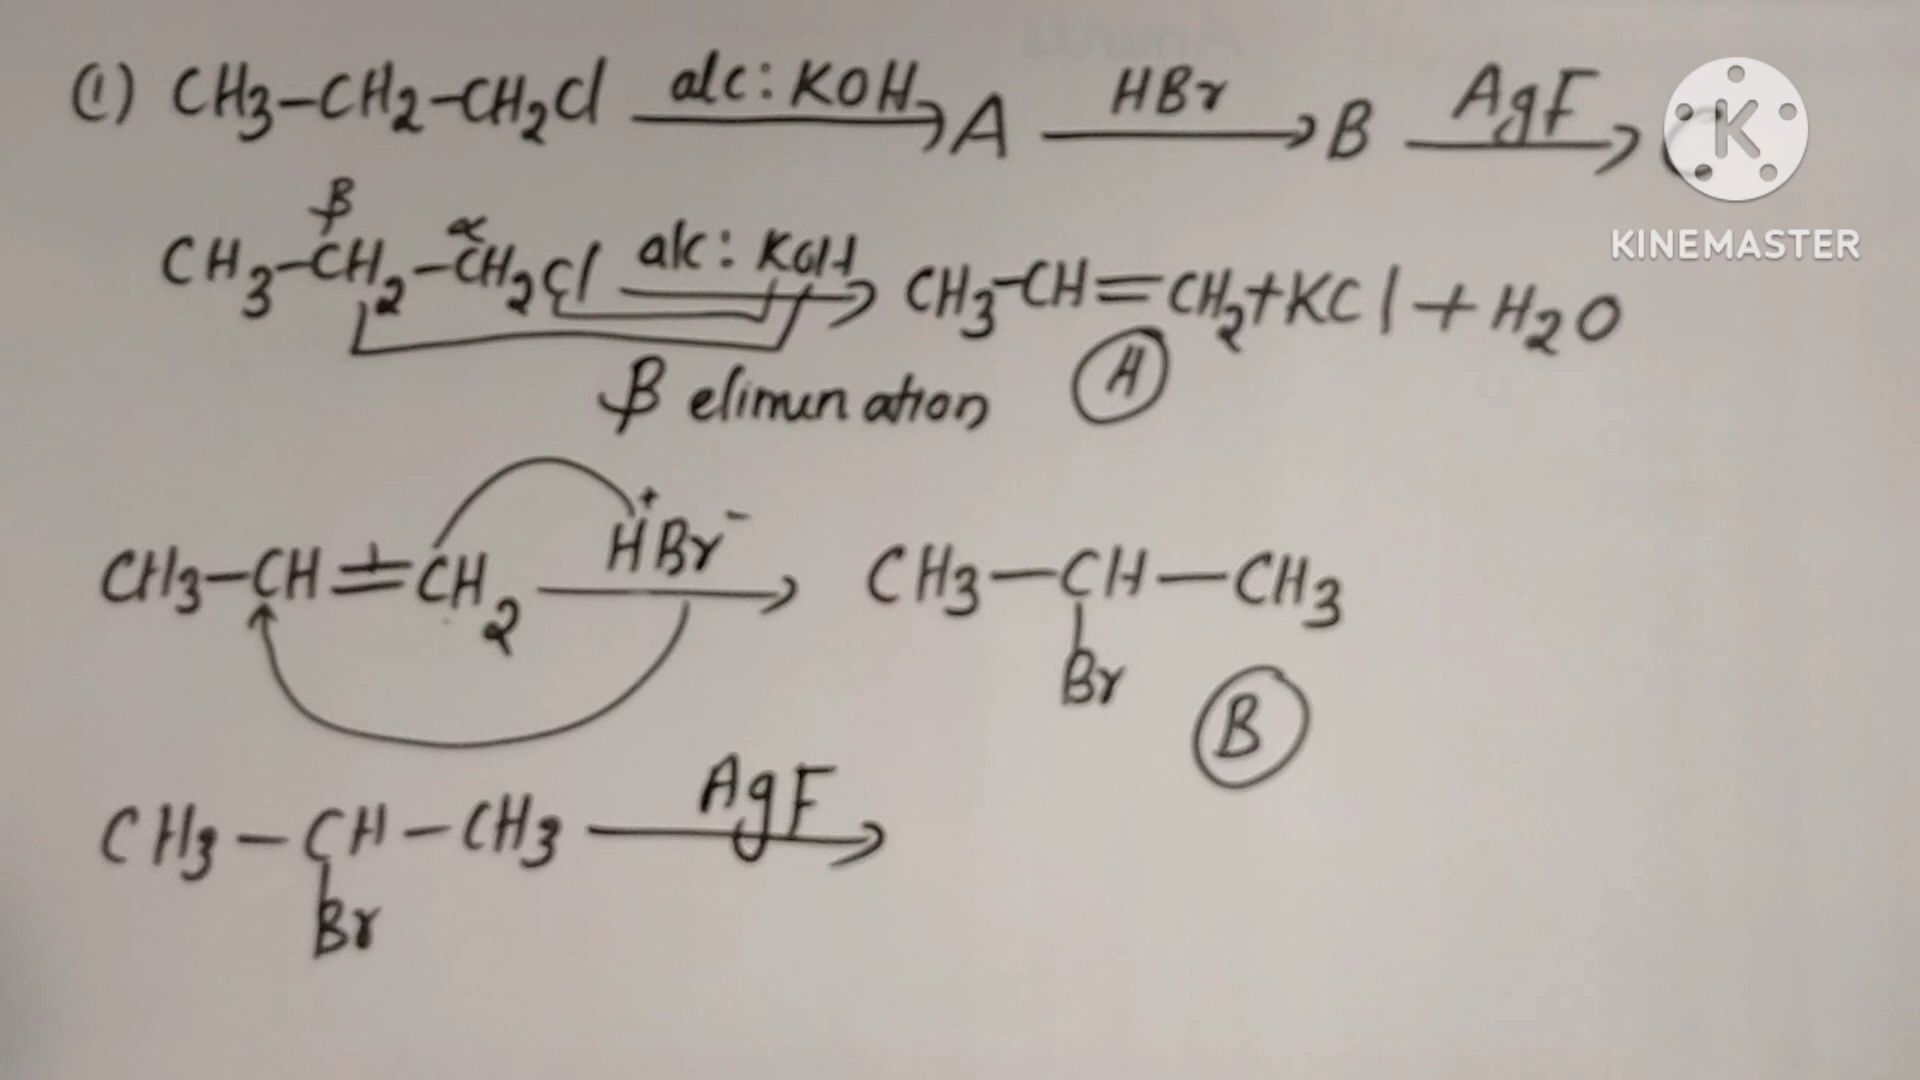 (1) CH3-CH2-CH2Cl alc: KOH → A HBr → B AgF → C
KINEMASTER
β α
CH3-CH2-CH2Cl alc: KOH → CH3-CH=CH2+KCl+H2O
β elimination A
CH3-CH=CH2 H+Br- → CH3-CH-CH3
Br
B
CH3-CH-CH3 AgF →
Br